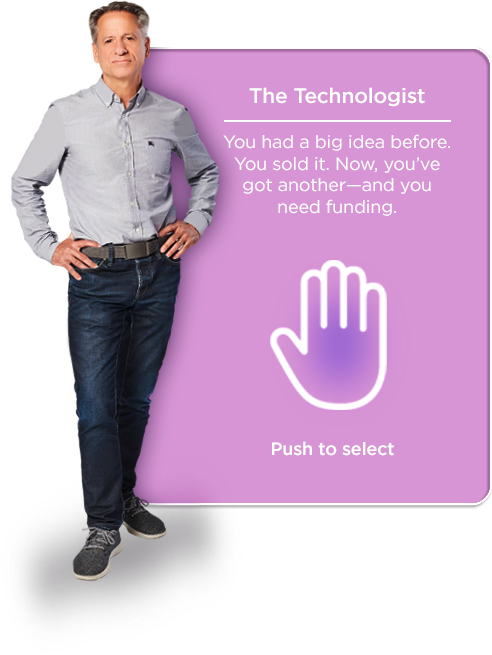 The Technologist
You had a big idea before.
You sold it. Now, you’ve
got another—and you
need funding.
Push to select